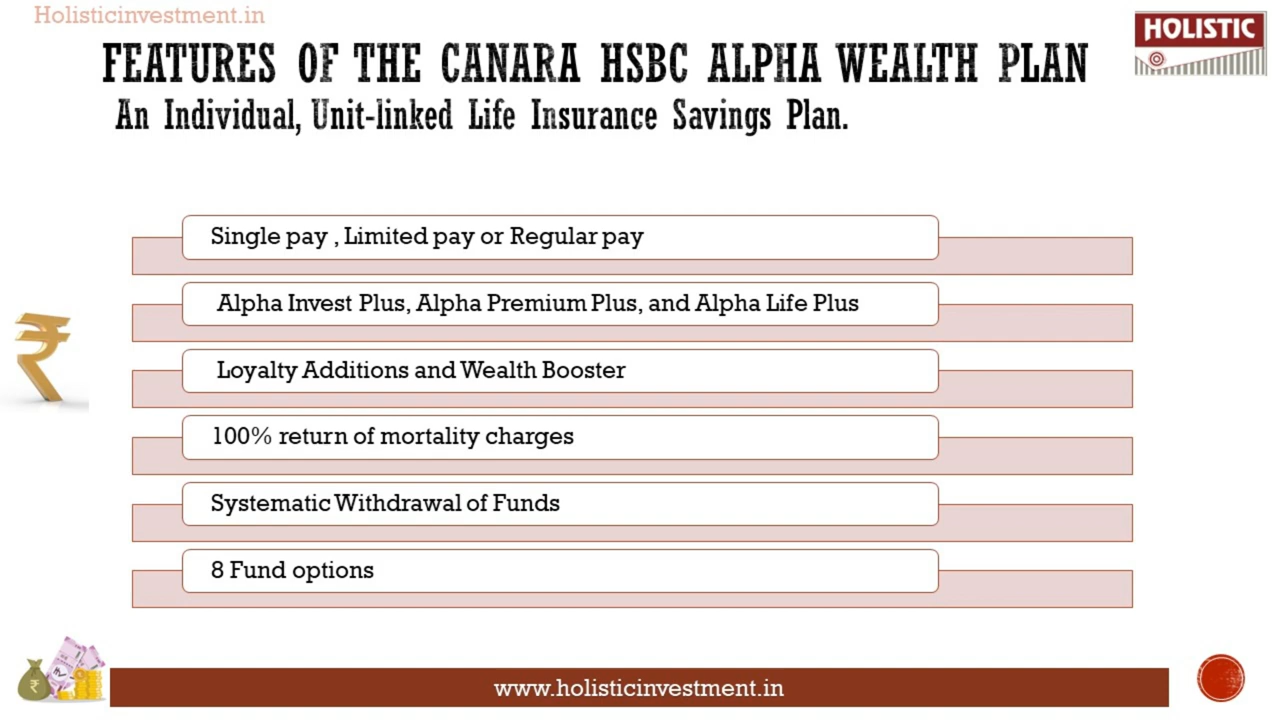 Holisticinvestment.in
HOLISTIC
FEATURES OF THE CANARA HSBC ALPHA WEALTH PLAN
An Individual, Unit-linked Life Insurance Savings Plan.
Single pay , Limited pay or Regular pay
Alpha Invest Plus, Alpha Premium Plus, and Alpha Life Plus
Loyalty Additions and Wealth Booster
100% return of mortality charges
Systematic Withdrawal of Funds
8 Fund options
www.holisticinvestment.in